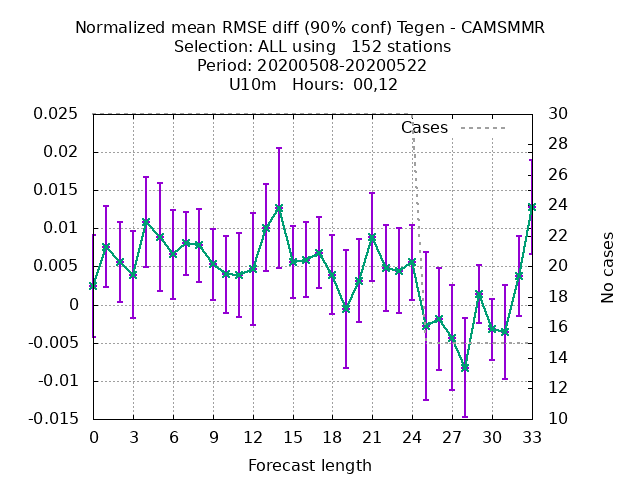 Normalized mean RMSE diff (90% conf) Tegen - CAMSMMR
Selection: ALL using   152 stations
Period: 20200508-20200522
U10m   Hours: 00,12
Cases
0.025
0.02
0.015
0.01
0.005
0
-0.005
-0.01
-0.015
30
28
26
24
22
20
18
16
14
12
10
No cases
0 3 6 9 12 15 18 21 24 27 30 33
Forecast length